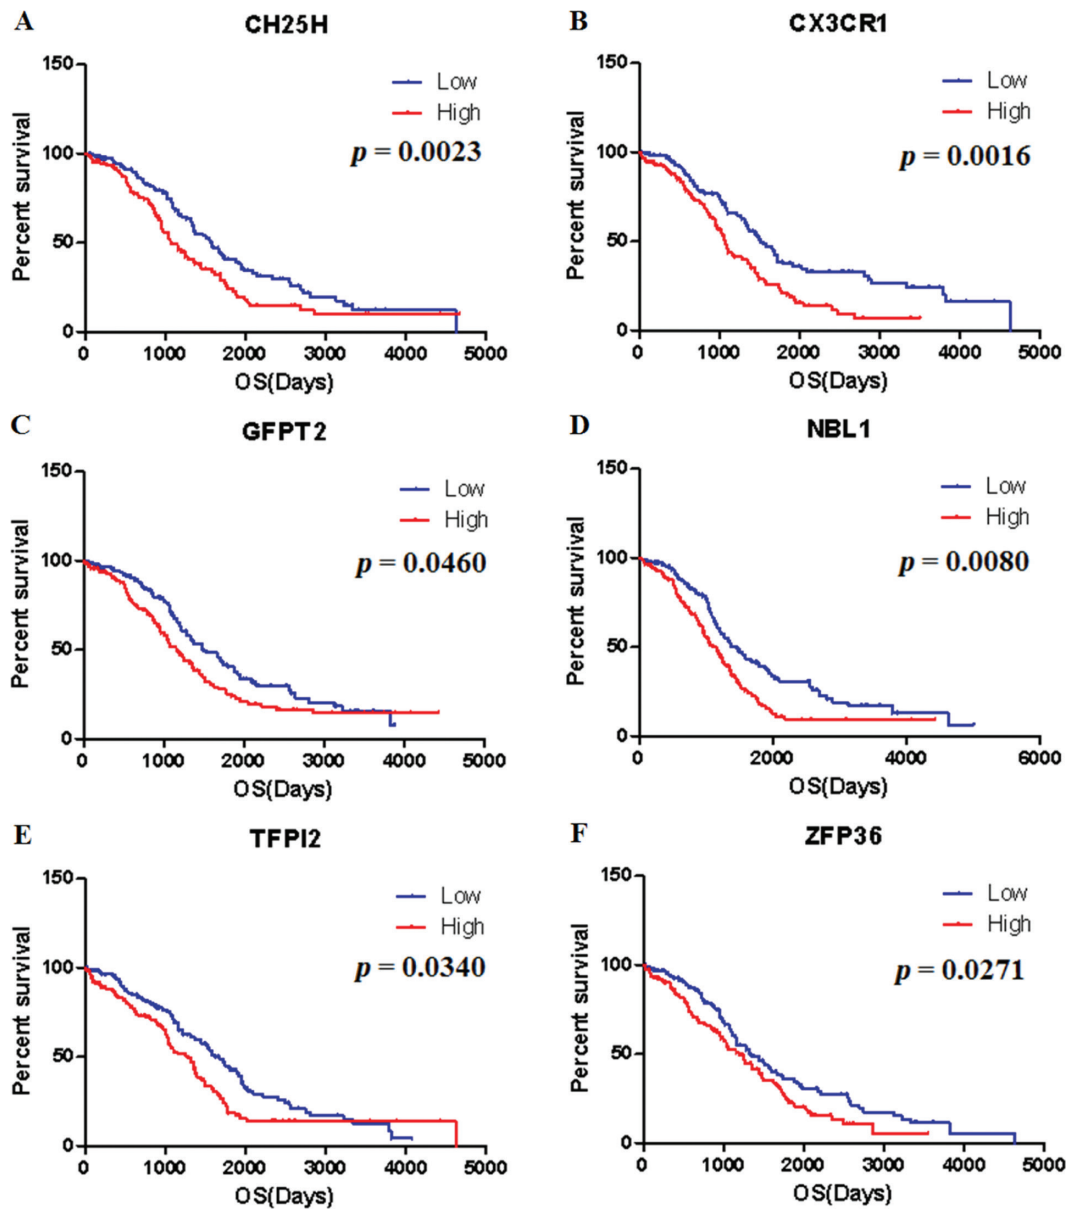 A
CH25H
150
100
50
0
Percent survival
Low
High
p = 0.0023
0 1000 2000 3000 4000 5000
OS(Days)
B
CX3CR1
150
100
50
0
Percent survival
Low
High
p = 0.0016
0 1000 2000 3000 4000 5000
OS(Days)
C
GFPT2
150
100
50
0
Percent survival
Low
High
p = 0.0460
0 1000 2000 3000 4000 5000
OS(Days)
D
NBL1
150
100
50
0
Percent survival
Low
High
p = 0.0080
0 2000 4000 6000
OS(Days)
E
TFPI2
150
100
50
0
Percent survival
Low
High
p = 0.0340
0 1000 2000 3000 4000 5000
OS(Days)
F
ZFP36
150
100
50
0
Percent survival
Low
High
p = 0.0271
0 1000 2000 3000 4000 5000
OS(Days)